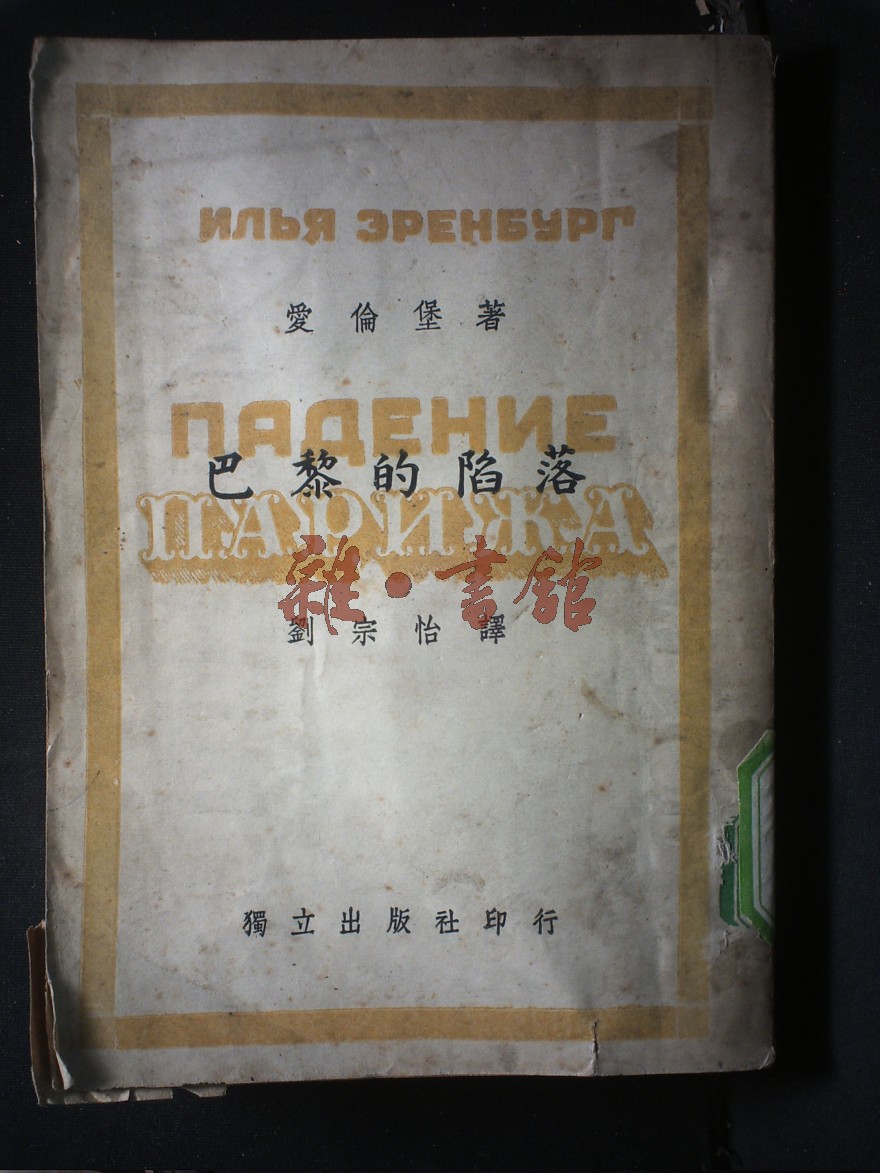 ИЛЬЯ ЭРЕНБУРГ
愛倫堡著
ПАДЕНИЕ
巴黎的陷落
ПАРИЖА
雜·書館
劉宗怡譯
獨立出版社印行